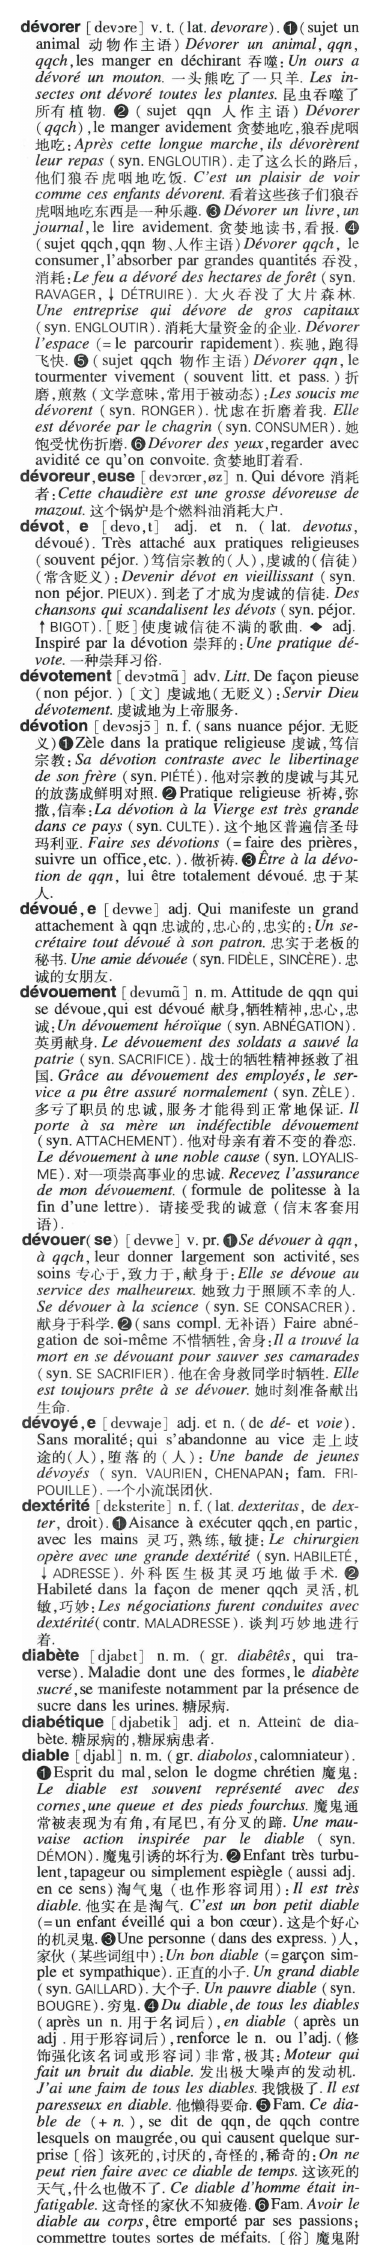 dévorer [devɔre] v. t. (lat. devorare). ❶(sujet un
animal 动物作主语) Dévorer un animal, qqn,
qqch, les manger en déchirant 吞噬: Un ours a
dévoré un mouton. 一头熊吃了一只羊. Les in-
sectes ont dévoré toutes les plantes. 昆虫吞噬了
所有植物. ❷ (sujet qqn 人作主语) Dévorer
(qqch), le manger avidement 贪婪地吃,狼吞虎咽
地吃: Après cette longue marche, ils dévorèrent
leur repas (syn. ENGLOUTIR). 走了这么长的路后,
他们狼吞虎咽地吃饭. C'est un plaisir de voir
comme ces enfants dévorent. 看着这些孩子们狼吞
虎咽地吃东西是一种乐趣. ❸Dévorer un livre, un
journal, le lire avidement. 贪婪地读书,看报. ❹
(sujet qqch, qqn 物、人作主语) Dévorer qqch, le
consumer, l'absorber par grandes quantités 吞没,
消耗: Le feu a dévoré des hectares de forêt (syn.
RAVAGER, ↓ DÉTRUIRE). 大火吞没了大片森林.
Une entreprise qui dévore de gros capitaux
(syn. ENGLOUTIR). 消耗大量资金的企业. Dévorer
l'espace (= le parcourir rapidement). 疾驰,跑得
飞快. ❺ (sujet qqch 物作主语) Dévorer qqn, le
tourmenter vivement (souvent litt. et pass.) 折
磨,煎熬 (文学意味,常用于被动态): Les soucis me
dévorent (syn. RONGER). 忧虑在折磨着我. Elle
est dévorée par le chagrin (syn. CONSUMER). 她
饱受忧伤折磨. ❻ Dévorer des yeux, regarder avec
avidité ce qu'on convoite. 贪婪地盯着看.
dévoreur, euse [devɔrœr, øz] n. Qui dévore 消耗
者: Cette chaudière est une grosse dévoreuse de
mazout. 这个锅炉是个燃料油消耗大户.
dévot, e [devo, t] adj. et n. (lat. devotus,
dévoué). Très attaché aux pratiques religieuses
(souvent péjor.) 笃信宗教的(人),虔诚的(信徒)
(常含贬义): Devenir dévot en vieillissant (syn.
non péjor. PIEUX). 到老了才成为虔诚的信徒. Des
chansons qui scandalisent les dévots (syn. péjor.
↑ BIGOT). [贬]使虔诚信徒不满的歌曲. ◆ adj.
Inspiré par la dévotion 崇拜的: Une pratique dé-
vote. 一种崇拜习俗.
dévotement [devɔtmã] adv. Litt. De façon pieuse
(non péjor.) [文] 虔诚地(无贬义): Servir Dieu
dévotement. 虔诚地为上帝服务.
dévotion [devɔsjɔ̃] n. f. (sans nuance péjor. 无贬
义)❶Zèle dans la pratique religieuse 虔诚,笃信
宗教: Sa dévotion contraste avec le libertinage
de son frère (syn. PIÉTÉ). 他对宗教的虔诚与其兄
的放荡成鲜明对照. ❷ Pratique religieuse 祈祷,弥
撒,信奉: La dévotion à la Vierge est très grande
dans ce pays (syn. CULTE). 这个地区普遍信圣母
玛利亚. Faire ses dévotions (= faire des prières,
suivre un office, etc.). 做祈祷. ❸Être à la dévo-
tion de qqn, lui être totalement dévoué. 忠于某
人.
dévoué, e [devwe] adj. Qui manifeste un grand
attachement à qqn 忠诚的,忠心的,忠实的: Un se-
crétaire tout dévoué à son patron. 忠实于老板的
秘书. Une amie dévouée (syn. FIDÈLE, SINCÈRE). 忠
诚的女朋友.
dévouement [devumã] n. m. Attitude de qqn qui
se dévoue, qui est dévoué 献身,牺牲精神,忠心,忠
诚: Un dévouement héroïque (syn. ABNÉGATION).
英勇献身. Le dévouement des soldats a sauvé la
patrie (syn. SACRIFICE). 战士的牺牲精神拯救了祖
国. Grâce au dévouement des employés, le ser-
vice a pu être assuré normalement (syn. ZÈLE).
多亏了职员的忠诚,服务才能得到正常地保证. Il
porte à sa mère un indéfectible dévouement
(syn. ATTACHEMENT). 他对母亲有着不变的眷恋.
Le dévouement à une noble cause (syn. LOYALIS-
ME). 对一项崇高事业的忠诚. Recevez l'assurance
de mon dévouement. (formule de politesse à la
fin d'une lettre). 请接受我的诚意 (信末客套用
语).
dévouer(se) [devwe] v. pr. ❶Se dévouer à qqn,
à qqch, leur donner largement son activité, ses
soins 专心于,致力于,献身于: Elle se dévoue au
service des malheureux. 她致力于照顾不幸的人.
Se dévouer à la science (syn. SE CONSACRER).
献身于科学. ❷(sans compl. 无补语) Faire abné-
gation de soi-même 不惜牺牲,舍身: Il a trouvé la
mort en se dévouant pour sauver ses camarades
(syn. SE SACRIFIER). 他在舍身救同学时牺牲. Elle
est toujours prête à se dévouer. 她时刻准备献出
生命.
dévoyé, e [devwaje] adj. et n. (de dé- et voie).
Sans moralité; qui s'abandonne au vice 走上歧
途的(人),堕落的(人): Une bande de jeunes
dévoyés (syn. VAURIEN, CHENAPAN; fam. FRI-
POUILLE). 一个小流氓团伙.
dextérité [dɛksterite] n. f. (lat. dexteritas, de dex-
ter, droit). ❶Aisance à exécuter qqch, en partic,
avec les mains 灵巧,熟练,敏捷: Le chirurgien
opère avec une grande dextérité (syn. HABILETÉ,
↓ ADRESSE). 外科医生极其灵巧地做手术. ❷
Habileté dans la façon de mener qqch 灵活,机
敏,巧妙: Les négociations furent conduites avec
dextérité(contr. MALADRESSE). 谈判巧妙地进行
着.
diabète [djabɛt] n. m. (gr. diabêtês, qui tra-
verse). Maladie dont une des formes, le diabète
sucré, se manifeste notamment par la présence de
sucre dans les urines. 糖尿病.
diabétique [djabetik] adj. et n. Atteint de dia-
bète. 糖尿病的,糖尿病患者.
diable [djabl] n. m. (gr. diabolos, calomniateur).
❶Esprit du mal, selon le dogme chrétien 魔鬼:
Le diable est souvent représenté avec des
cornes, une queue et des pieds fourchus. 魔鬼通
常被表现为有角,有尾巴,有分叉的蹄. Une mau-
vaise action inspirée par le diable (syn.
DÉMON). 魔鬼引诱的坏行为. ❷Enfant très turbu-
lent, tapageur ou simplement espiègle (aussi adj.
en ce sens) 淘气鬼 (也作形容词用): Il est très
diable. 他实在是淘气. C'est un bon petit diable
(= un enfant éveillé qui a bon cœur). 这是个好心
的机灵鬼. ❸Une personne (dans des express.)人,
家伙 (某些词组中): Un bon diable (= garçon sim-
ple et sympathique). 正直的小子. Un grand diable
(syn. GAILLARD). 大个子. Un pauvre diable (syn.
BOUGRE). 穷鬼. ❹ Du diable, de tous les diables
(après un n. 用于名词后), en diable (après un
adj. 用于形容词后), renforce le n. ou l'adj. (修
饰强化该名词或形容词) 非常,极其: Moteur qui
fait un bruit du diable. 发出极大噪声的发动机.
J'ai une faim de tous les diables. 我饿极了. Il est
paresseux en diable. 他懒得要命. ❺ Fam. Ce dia-
ble de (+ n.), se dit de qqn, de qqch contre
lesquels on maugrée, ou qui causent quelque sur-
prise [俗] 该死的,讨厌的,奇怪的,稀奇的: On ne
peut rien faire avec ce diable de temps. 这该死的
天气,什么也做不了. Ce diable d'homme était in-
fatigable. 这奇怪的家伙不知疲倦. ❻Fam. Avoir le
diable au corps, être emporté par ses passions;
commettre toutes sortes de méfaits. [俗] 魔鬼附